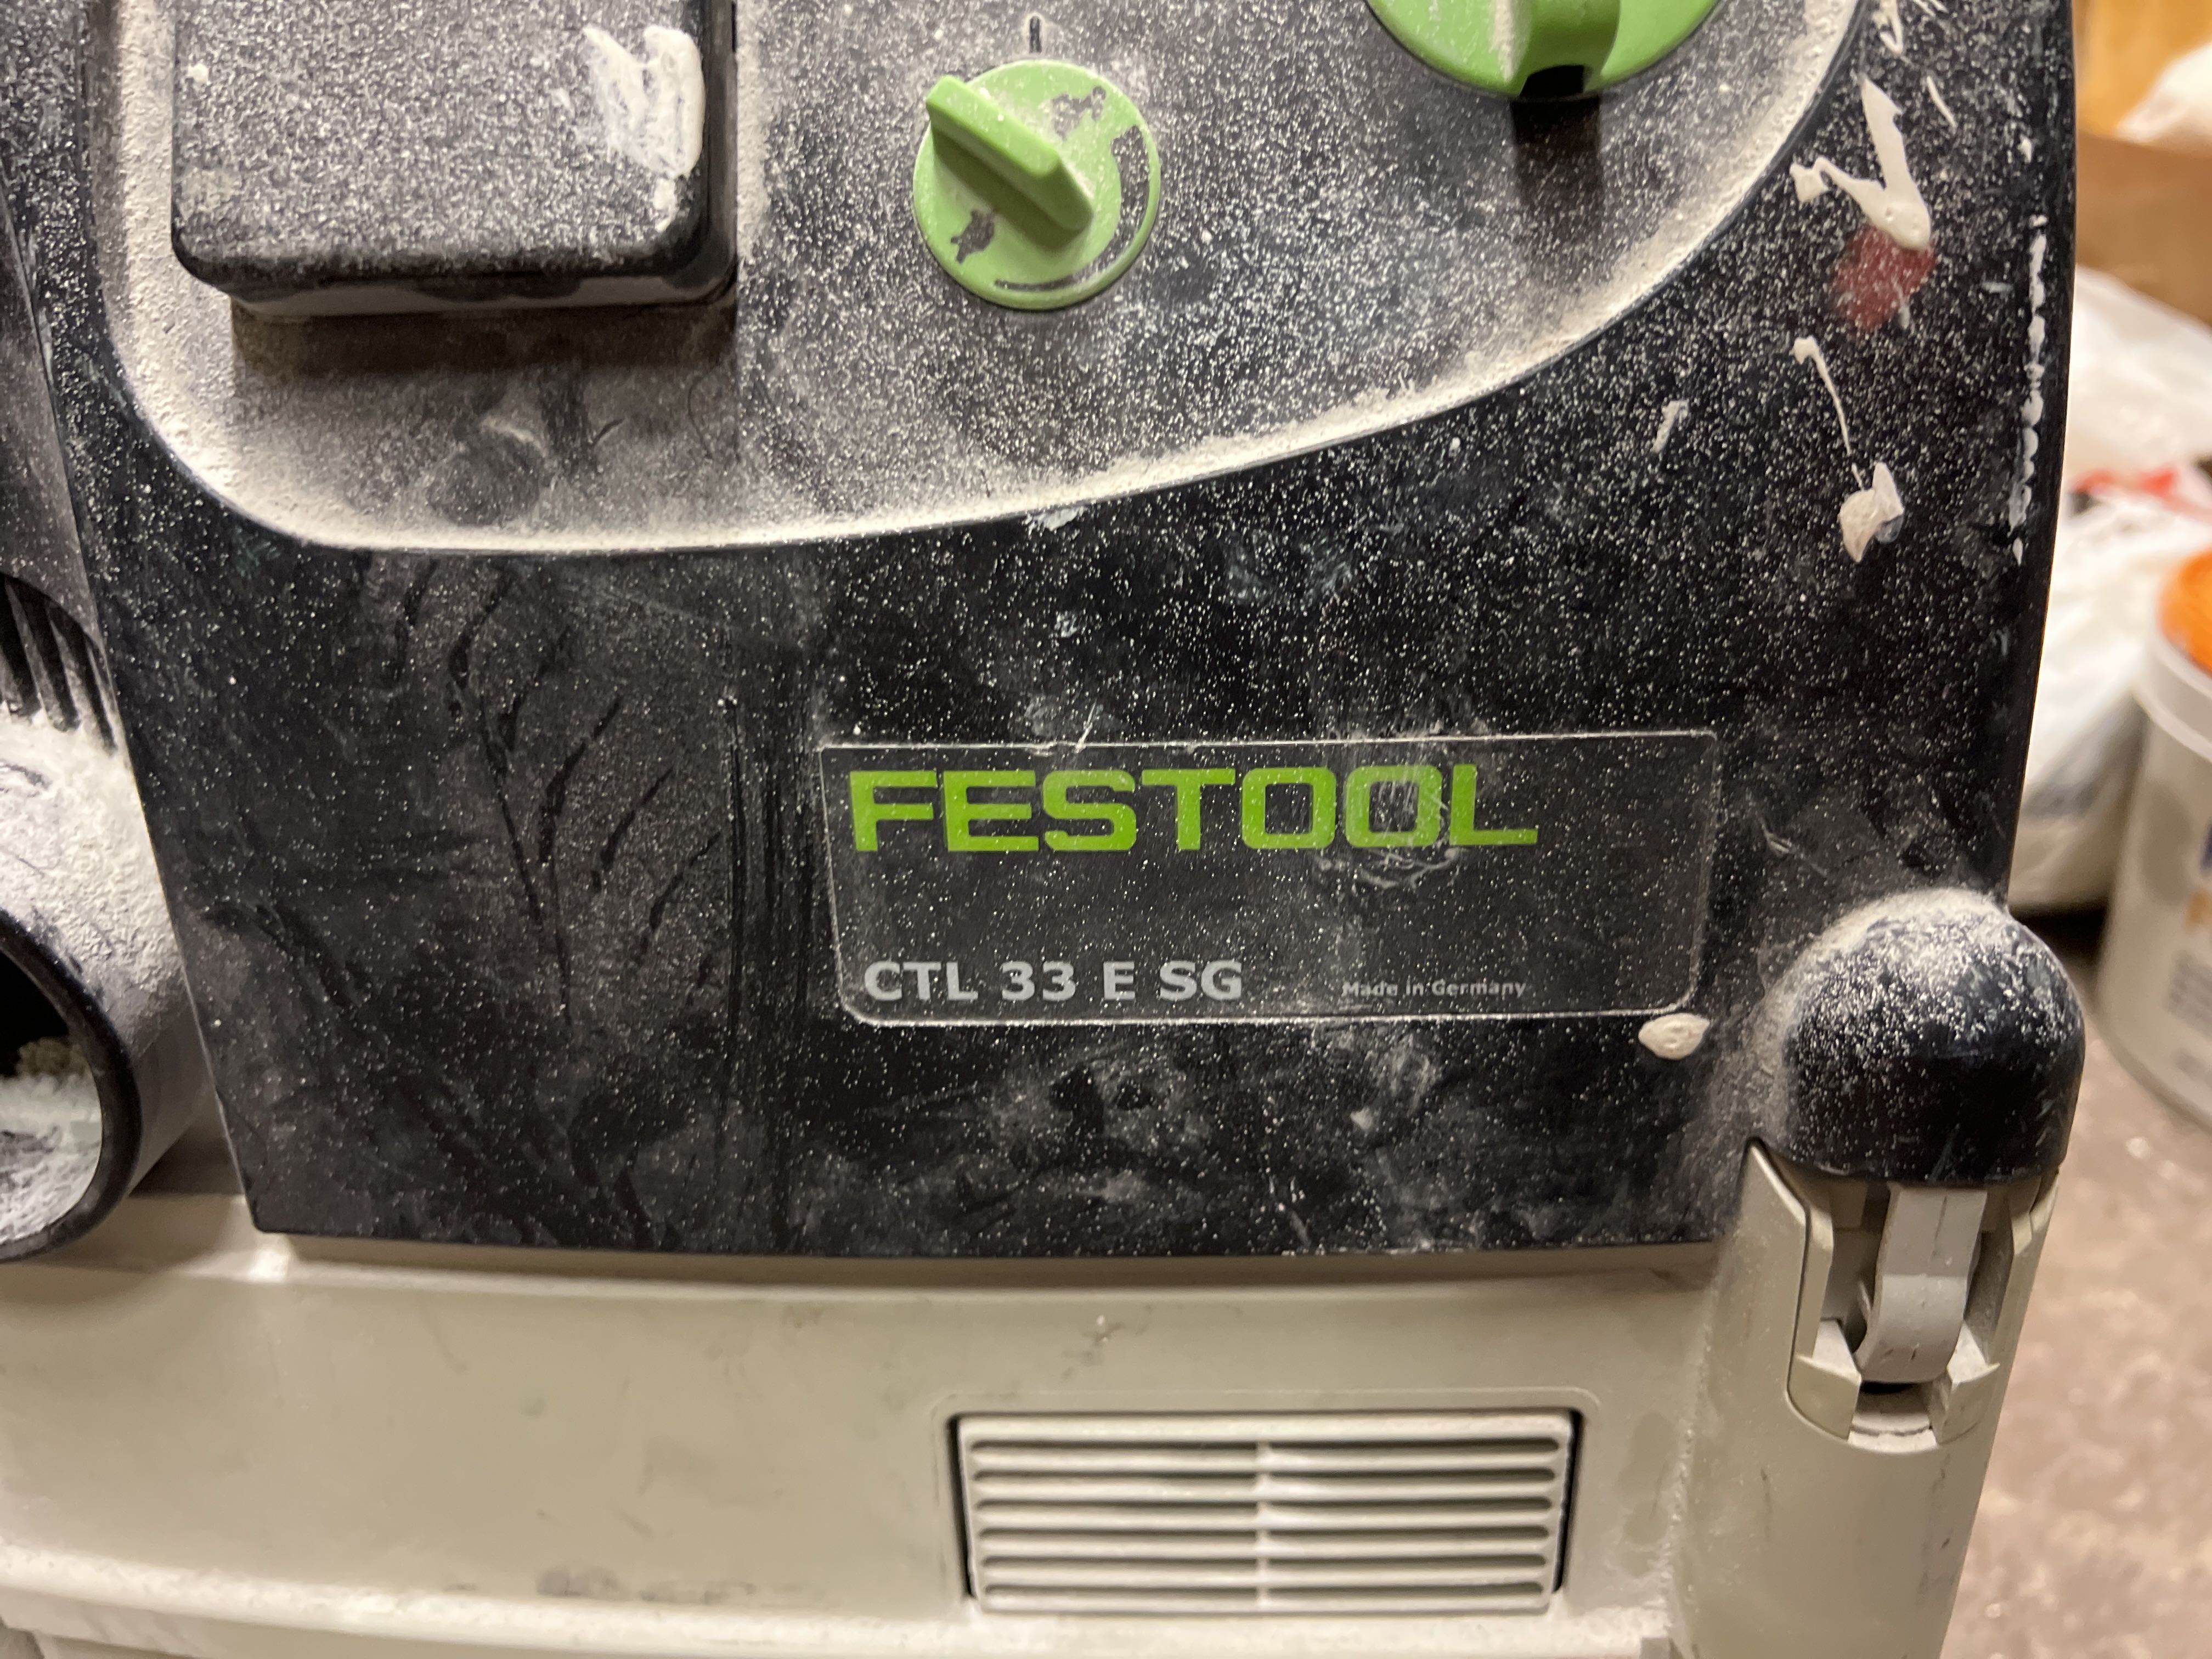 FESTOOL
CTL 33 E SG
Made in Germany